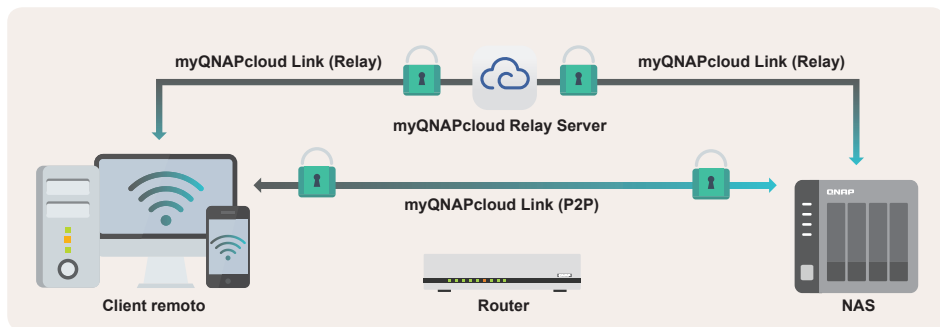 myQNAPcloud Link (Relay)
myQNAPcloud Link (Relay)
myQNAPcloud Relay Server
myQNAPcloud Link (P2P)
QNAP
Client remoto
Router
NAS